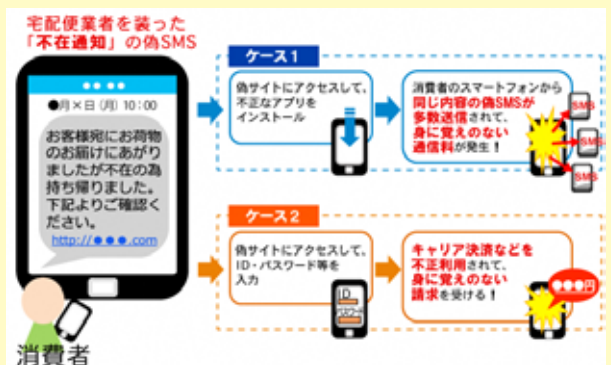 宅配便業者を装った
「不在通知」の偽SMS
●月×日(月) 10:00
お客様宛にお荷物
のお届けにあがり
ましたが不在の為
持ち帰りました。
下記よりご確認く
ださい。
http://●●●.com
消費者
ケース1
偽サイトにアクセスして、
不正なアプリを
インストール
消費者のスマートフォンから
同じ内容の偽SMSが
多数送信されて、
身に覚えのない
通信料が発生！
SMS
SMS
SMS
ケース2
偽サイトにアクセスして、
ID・パスワード等を
入力
ID
パスワード
キャリア決済などを
不正利用されて、
身に覚えのない
請求を受ける！
●●●円